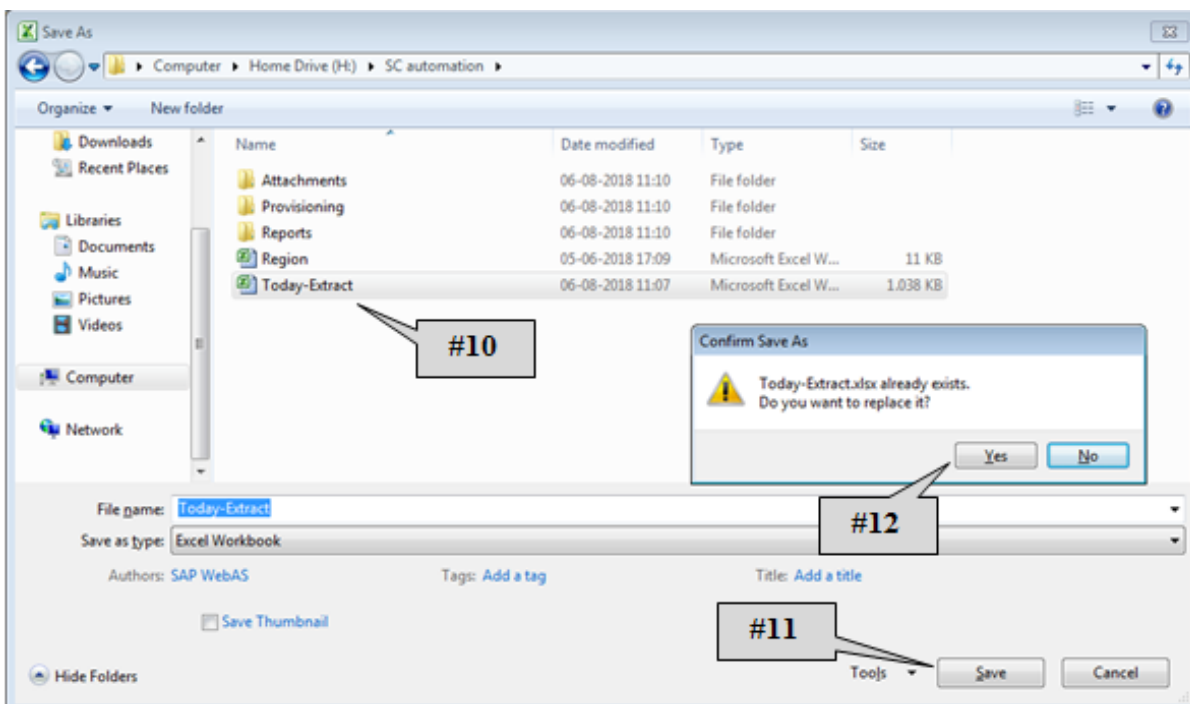 Save As
Computer Home Drive (H:) SC automation
Organize New folder
Downloads
Recent Places
Libraries
Documents
Music
Pictures
Videos
Computer
Network
Name Date modified Type Size
Attachments 06-08-2018 11:10 File folder
Provisioning 06-08-2018 11:10 File folder
Reports 06-08-2018 11:10 File folder
Region 05-06-2018 17:09 Microsoft Excel W... 11 KB
Today-Extract 06-08-2018 11:07 Microsoft Excel W... 1.038 KB
#10
Confirm Save As
Today-Extract.xlsx already exists.
Do you want to replace it?
Yes No
#12
File name: Today-Extract
Save as type: Excel Workbook
Authors: SAP WebAS Tags: Add a tag Title: Add a title
Save Thumbnail
#11
Hide Folders Tools Save Cancel